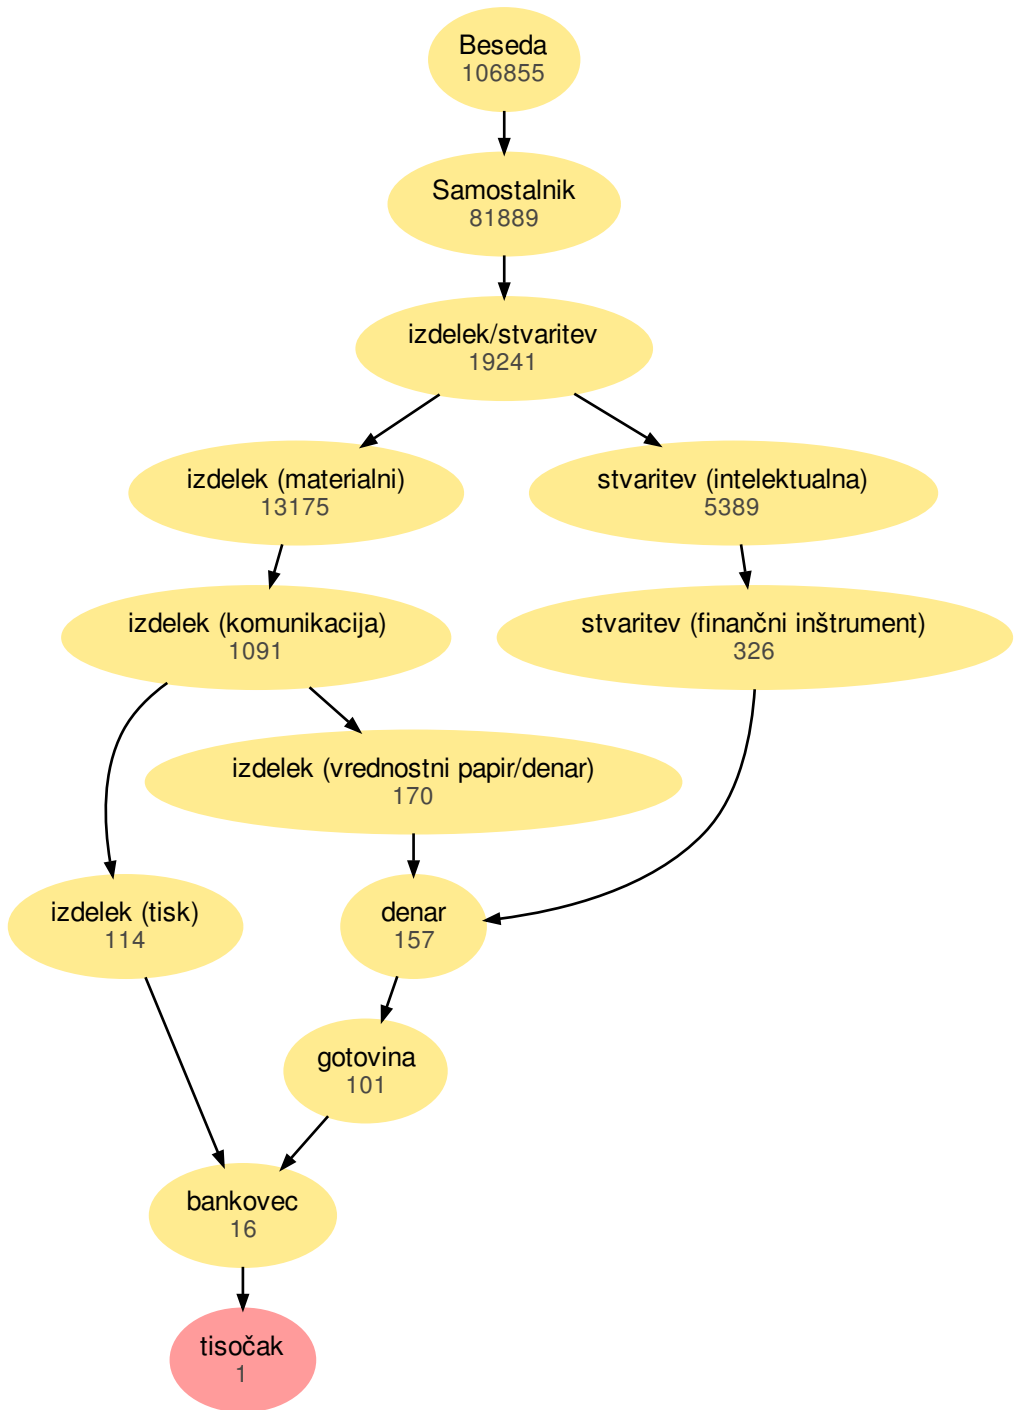 Beseda
106855
Samostalnik
81889
izdelek/stvaritev
19241
izdelek (materialni)
13175
stvaritev (intelektualna)
5389
izdelek (komunikacija)
1091
stvaritev (finančni inštrument)
326
izdelek (vrednostni papir/denar)
170
izdelek (tisk)
114
denar
157
gotovina
101
bankovec
16
tisočak
1